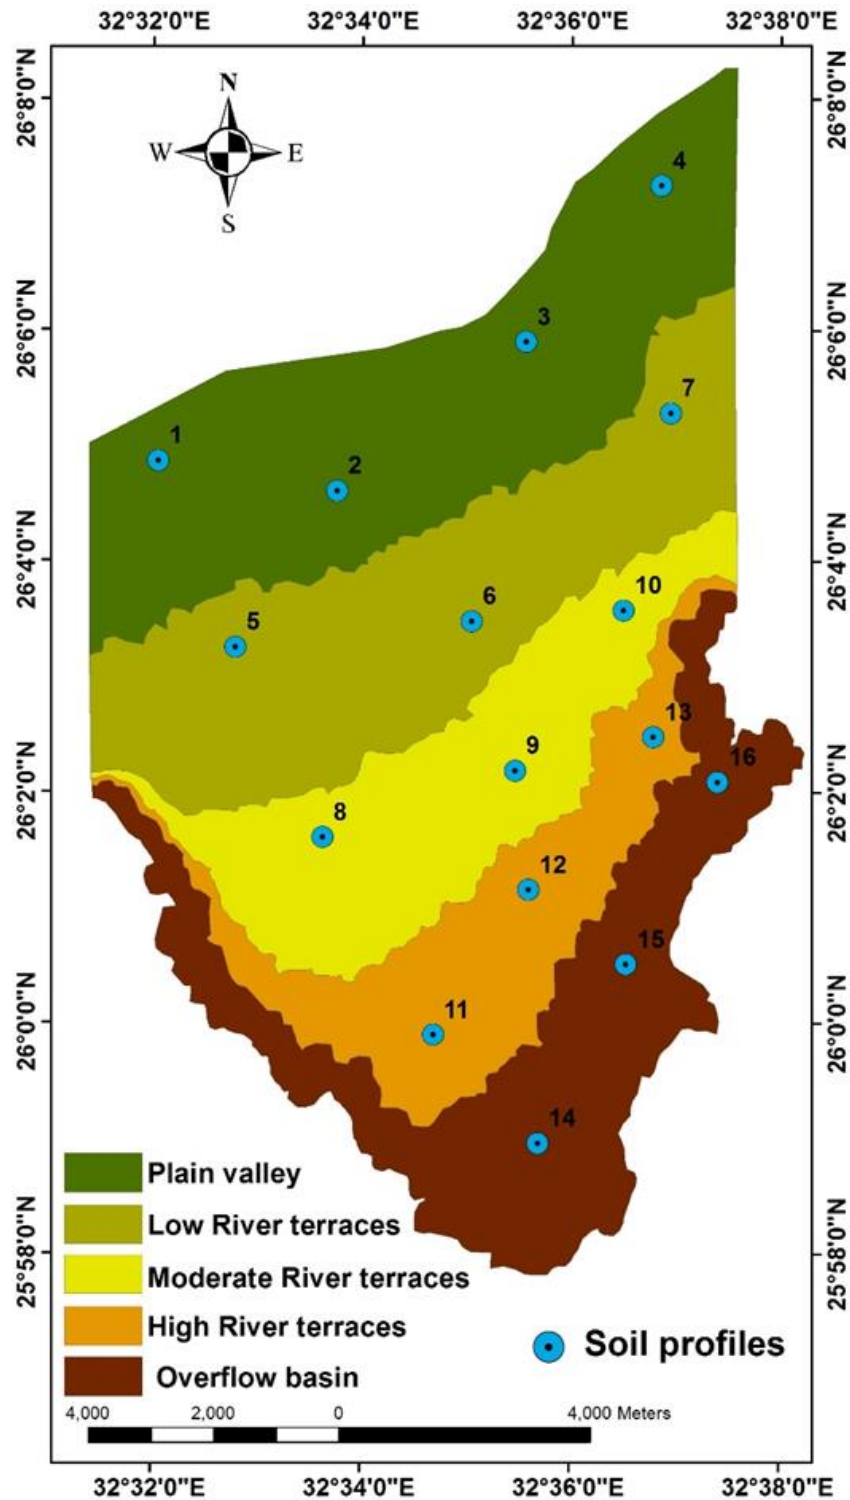 32°32'0"E 32°34'0"E 32°36'0"E 32°38'0"E
26°8'0"N
26°8'0"N
N
W E
S
4
26°6'0"N
26°6'0"N
3
7
1
2
26°4'0"N
26°4'0"N
10
6
5
13
9
16
26°2'0"N
26°2'0"N
8
12
15
26°0'0"N
26°0'0"N
11
14
Plain valley
Low River terraces
25°58'0"N
25°58'0"N
Moderate River terraces
High River terraces
Soil profiles
Overflow basin
4,000 2,000 0 4,000 Meters
32°32'0"E 32°34'0"E 32°36'0"E 32°38'0"E